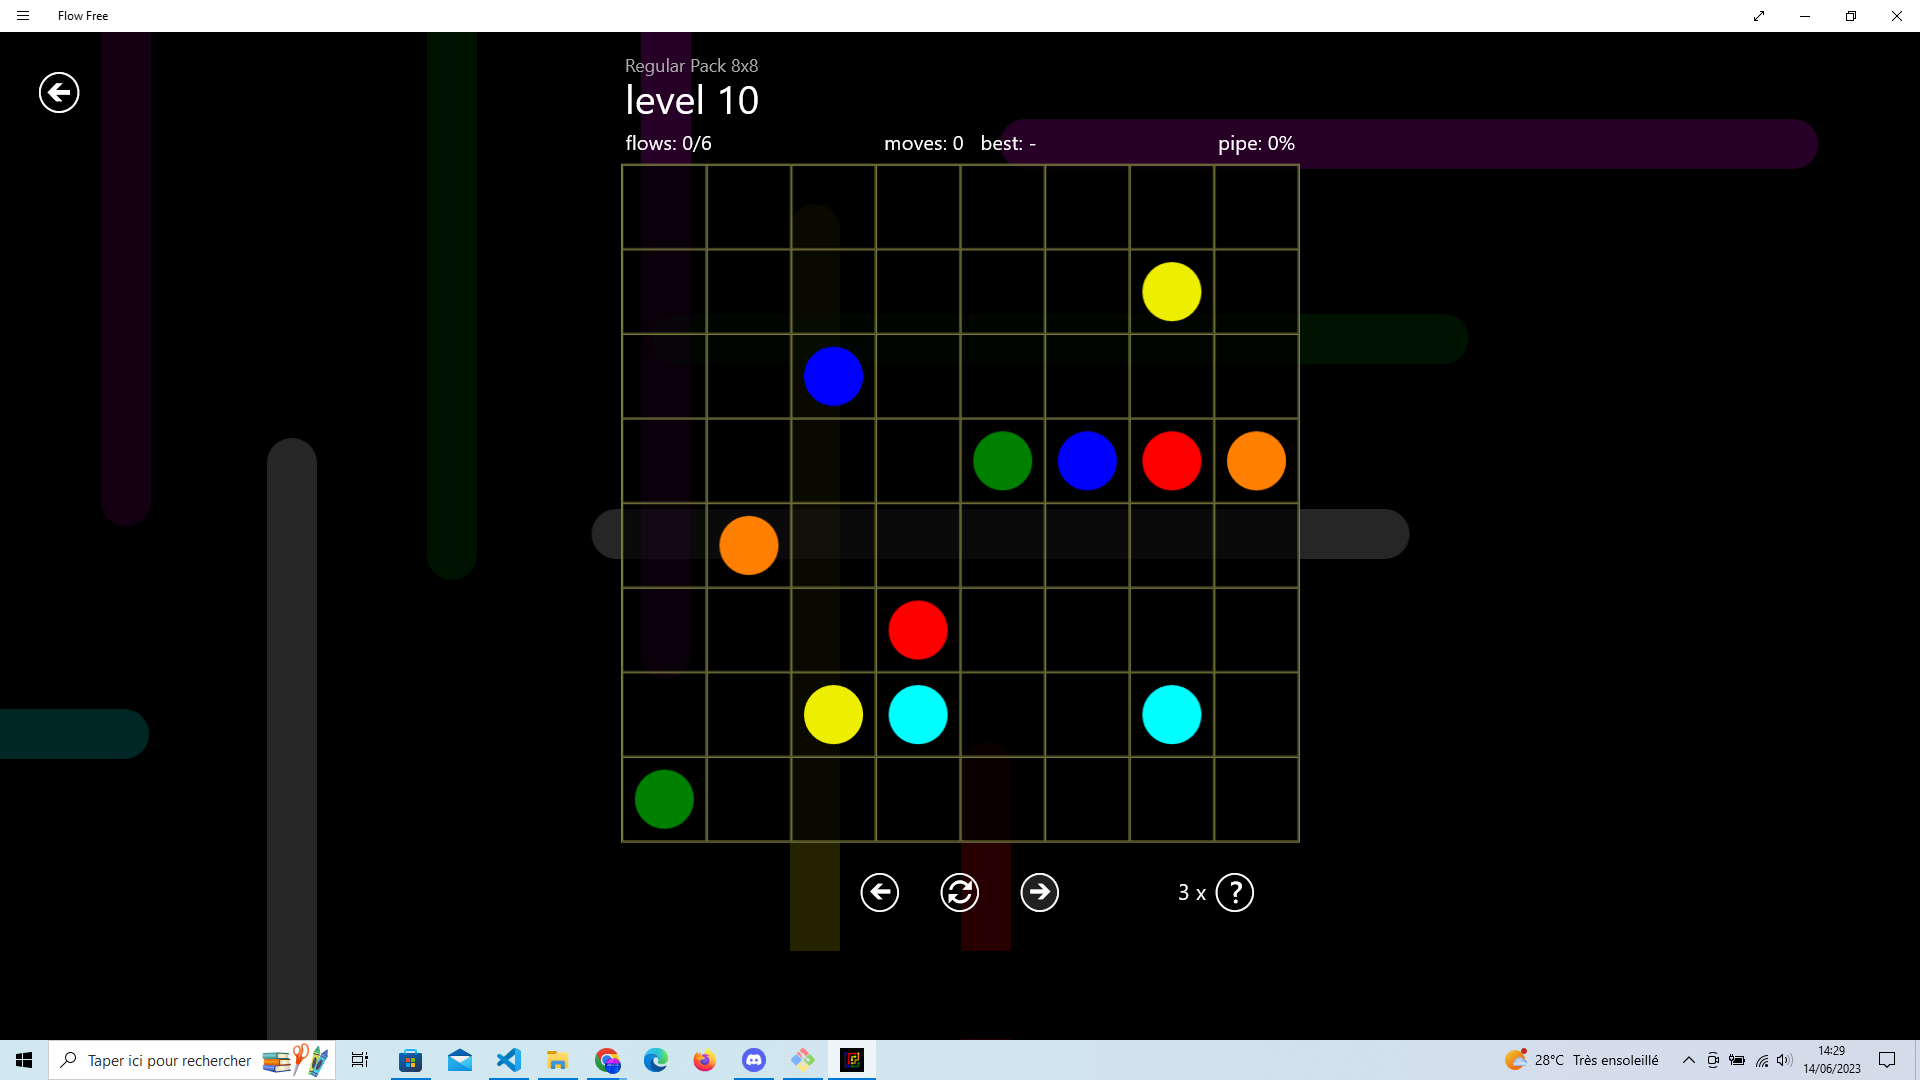 Flow Free
Regular Pack 8x8
level 10
flows: 0/6 moves: 0 best: - pipe: 0%
3 x ?
Taper ici pour rechercher
28°C Très ensoleillé
14:29
14/06/2023